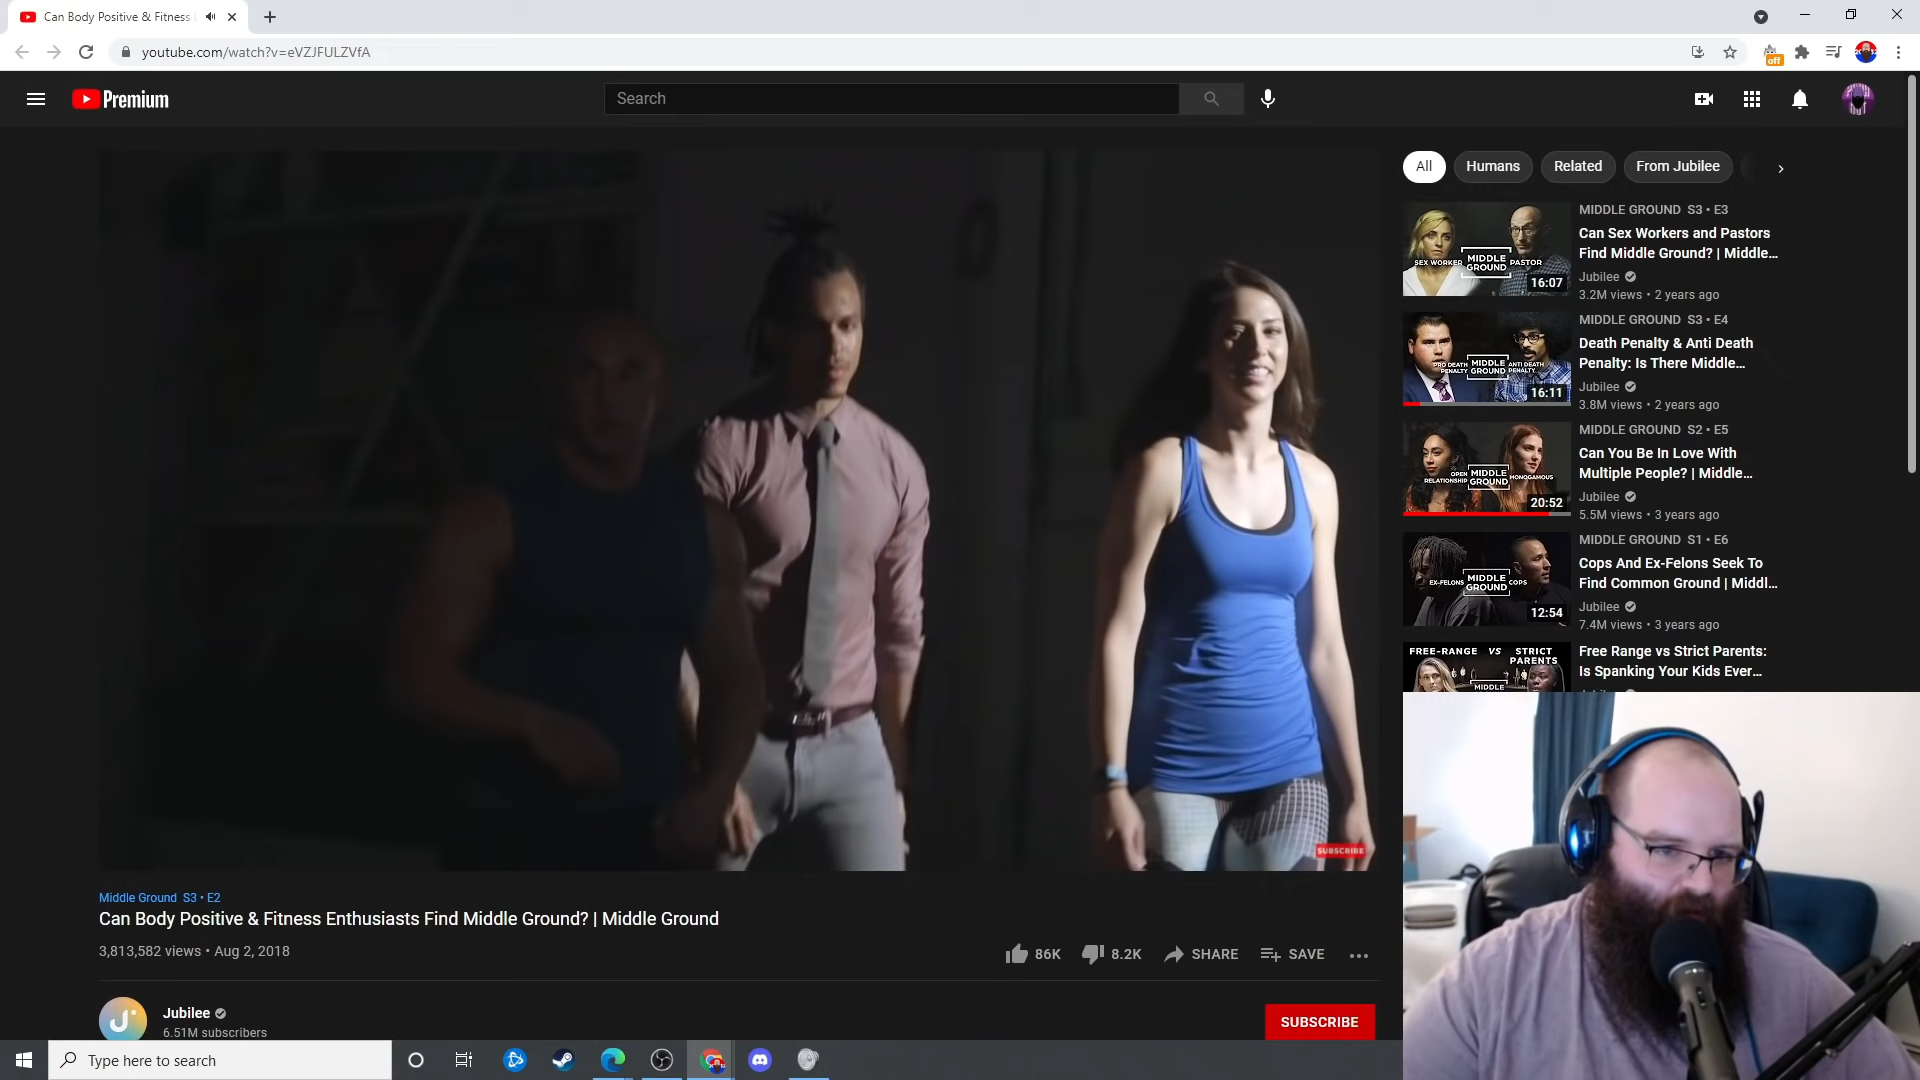 Can Body Positive & Fitness
youtube.com/watch?v=eVZJFULZVfA
off
Premium
Search
All
Humans
Related
From Jubilee
SEX WORKER
MIDDLE
GROUND
PASTOR
16:07
MIDDLE GROUND S3 • E3
Can Sex Workers and Pastors
Find Middle Ground? | Middle...
Jubilee
3.2M views • 2 years ago
PRO DEATH
PENALTY
MIDDLE
GROUND
ANTI DEATH
PENALTY
16:11
MIDDLE GROUND S3 • E4
Death Penalty & Anti Death
Penalty: Is There Middle...
Jubilee
3.8M views • 2 years ago
OPEN
RELATIONSHIP
MIDDLE
GROUND
MONOGAMOUS
20:52
MIDDLE GROUND S2 • E5
Can You Be In Love With
Multiple People? | Middle...
Jubilee
5.5M views • 3 years ago
EX-FELONS
MIDDLE
GROUND
COPS
12:54
MIDDLE GROUND S1 • E6
Cops And Ex-Felons Seek To
Find Common Ground | Middl...
Jubilee
7.4M views • 3 years ago
FREE-RANGE VS STRICT
PARENTS
MIDDLE
Free Range vs Strict Parents:
Is Spanking Your Kids Ever...
SUBSCRIBE
Middle Ground S3 • E2
Can Body Positive & Fitness Enthusiasts Find Middle Ground? | Middle Ground
3,813,582 views • Aug 2, 2018
86K
8.2K
SHARE
SAVE
Jubilee
6.51M subscribers
SUBSCRIBE
Type here to search